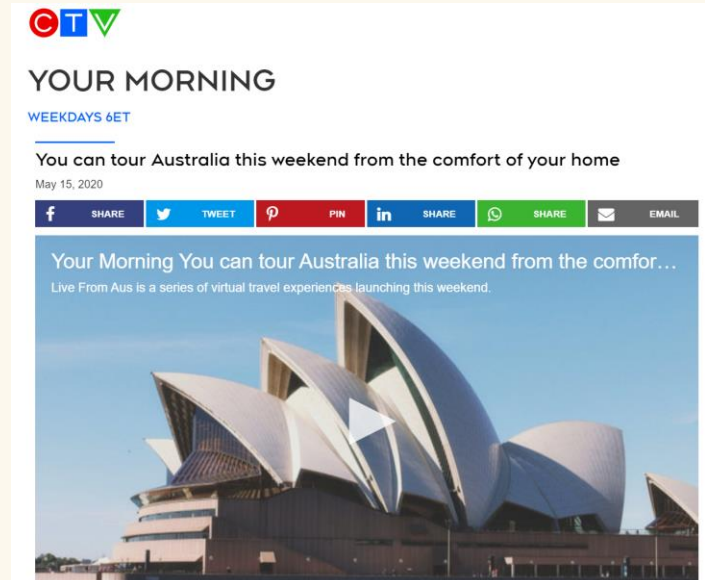 CTV
YOUR MORNING
WEEKDAYS 6ET
You can tour Australia this weekend from the comfort of your home
May 15, 2020
SHARE TWEET PIN SHARE SHARE EMAIL
Your Morning You can tour Australia this weekend from the comfor...
Live From Aus is a series of virtual travel experiences launching this weekend.